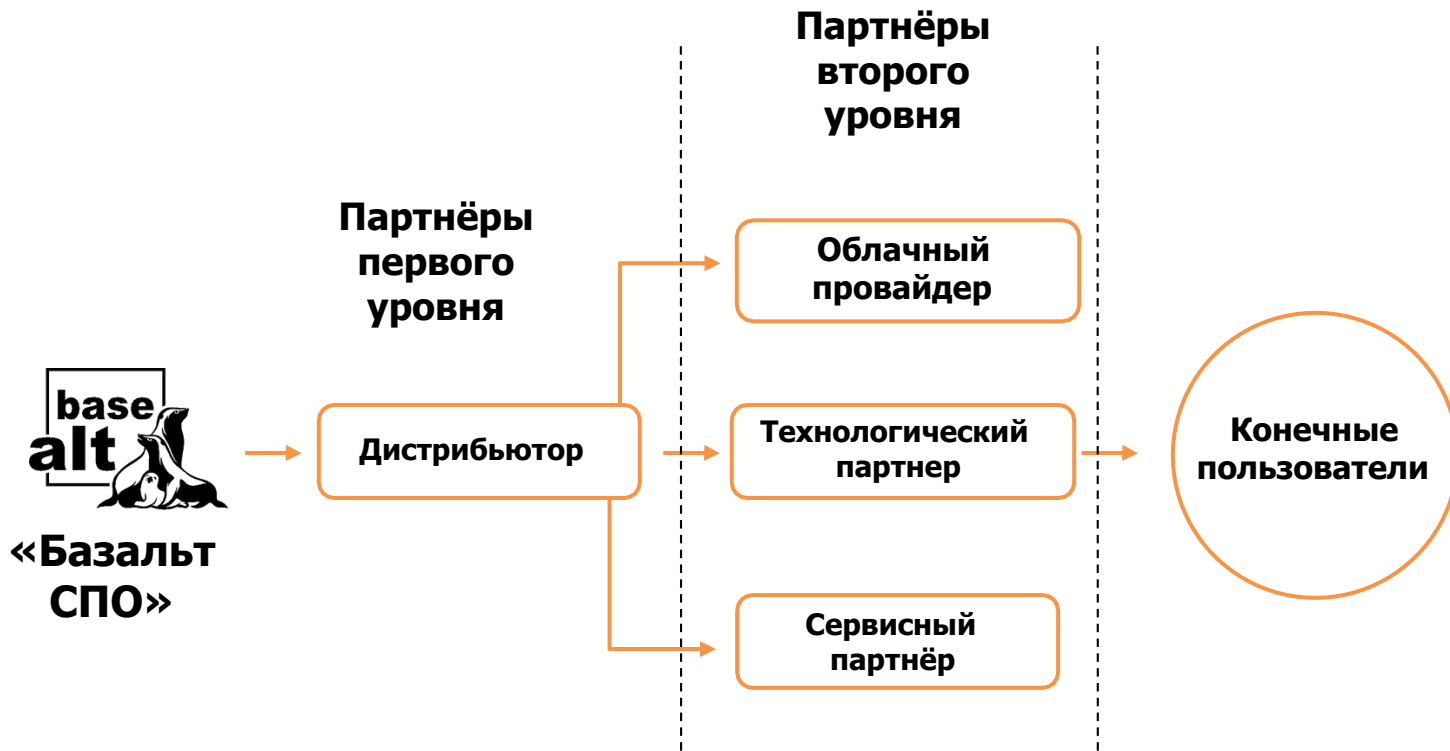 Партнёры
второго
уровня
Партнёры
первого
уровня
Облачный
провайдер
base
alt
Дистрибьютор
Технологический
партнер
Конечные
пользователи
«Базальт
СПО»
Сервисный
партнёр